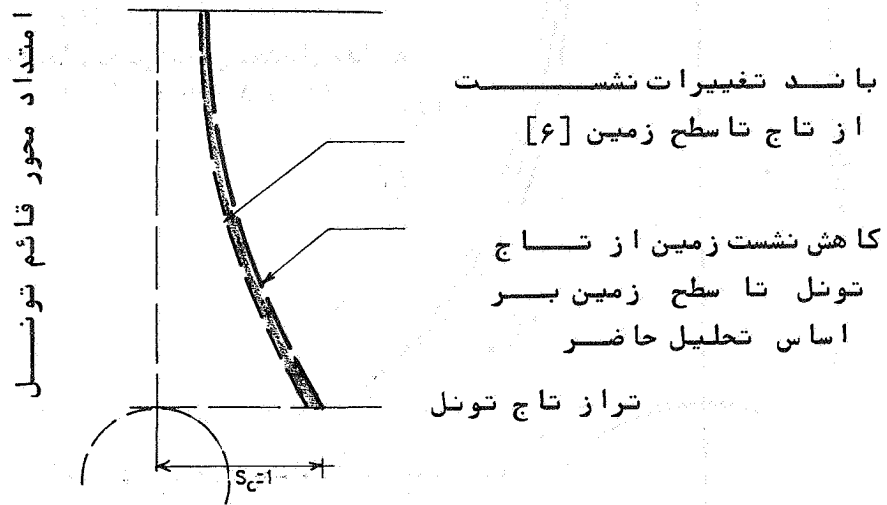 باند تغییرات نشست
از تاج تا سطح زمین [۶]
کاهش نشست زمین از تاج
تونل تا سطح زمین بر
اساس تحلیل حاضر
تراز تاج تونل
امتداد محور قائم تونل
Sc=1